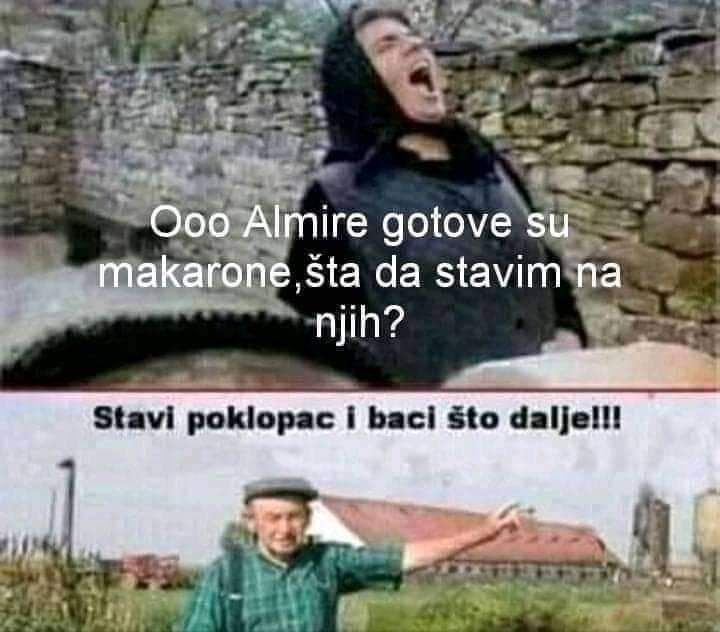 Ooo Almire gotove su
makarone,šta da stavim na
njih?
Stavi poklopac i baci što dalje!!!